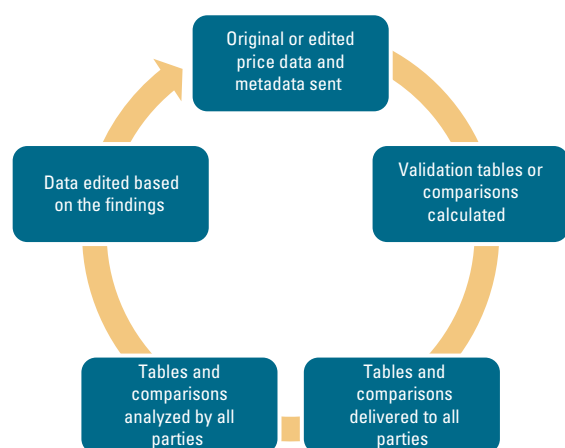 Original or edited
price data and
metadata sent
Validation tables or
comparisons
calculated
Tables and
comparisons
delivered to all
parties
Tables and
comparisons
analyzed by all
parties
Data edited based
on the findings